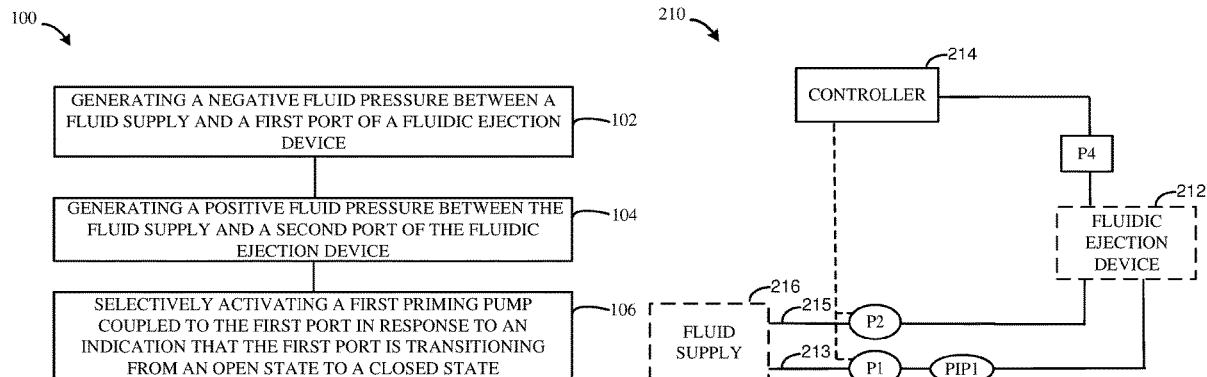 100
GENERATING A NEGATIVE FLUID PRESSURE BETWEEN A
FLUID SUPPLY AND A FIRST PORT OF A FLUIDIC EJECTION
DEVICE
102
GENERATING A POSITIVE FLUID PRESSURE BETWEEN THE
FLUID SUPPLY AND A SECOND PORT OF THE FLUIDIC
EJECTION DEVICE
104
SELECTIVELY ACTIVATING A FIRST PRIMING PUMP
COUPLED TO THE FIRST PORT IN RESPONSE TO AN
INDICATION THAT THE FIRST PORT IS TRANSITIONING
FROM AN OPEN STATE TO A CLOSED STATE
106
210
214
CONTROLLER
P4
212
FLUIDIC
EJECTION
DEVICE
216
215
P2
FLUID
SUPPLY
213
P1
PIP1